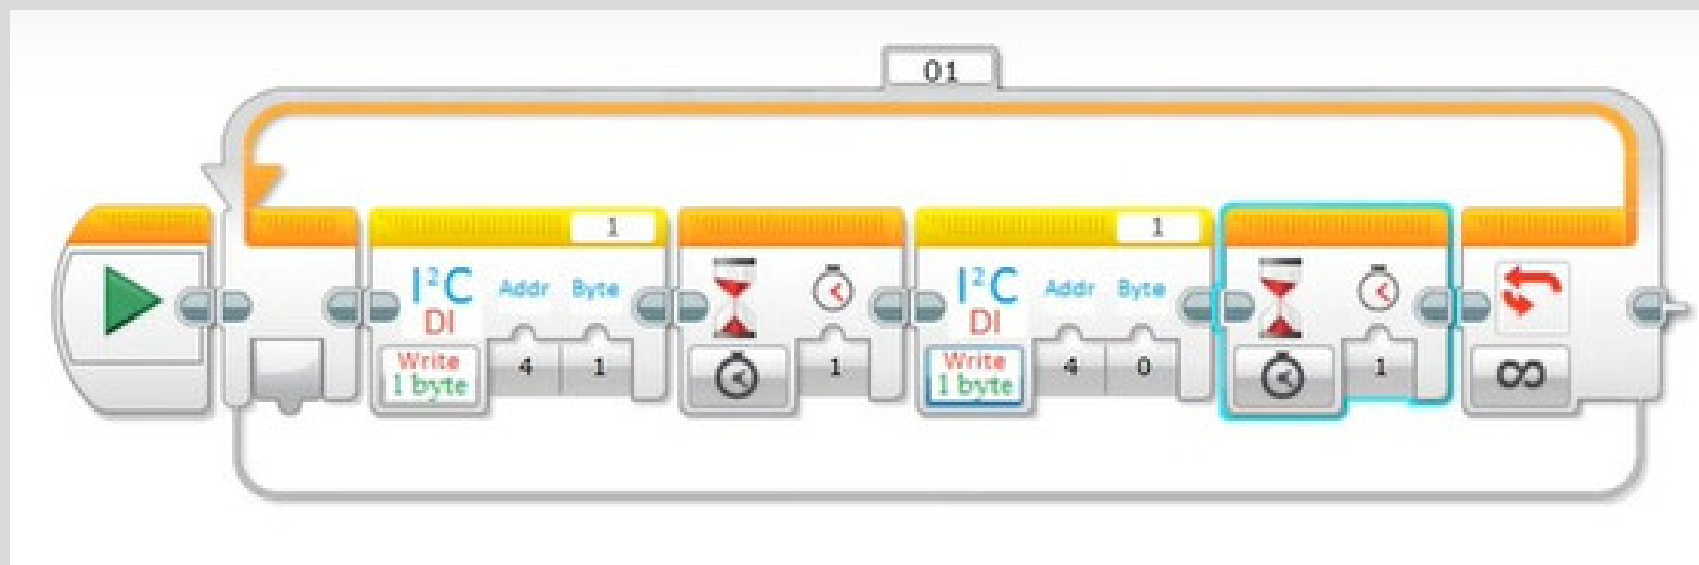 01
1
I²C Addr Byte
DI
Write
1 byte
4 1
1
1
I²C Addr Byte
DI
Write
1 byte
4 0
1
∞